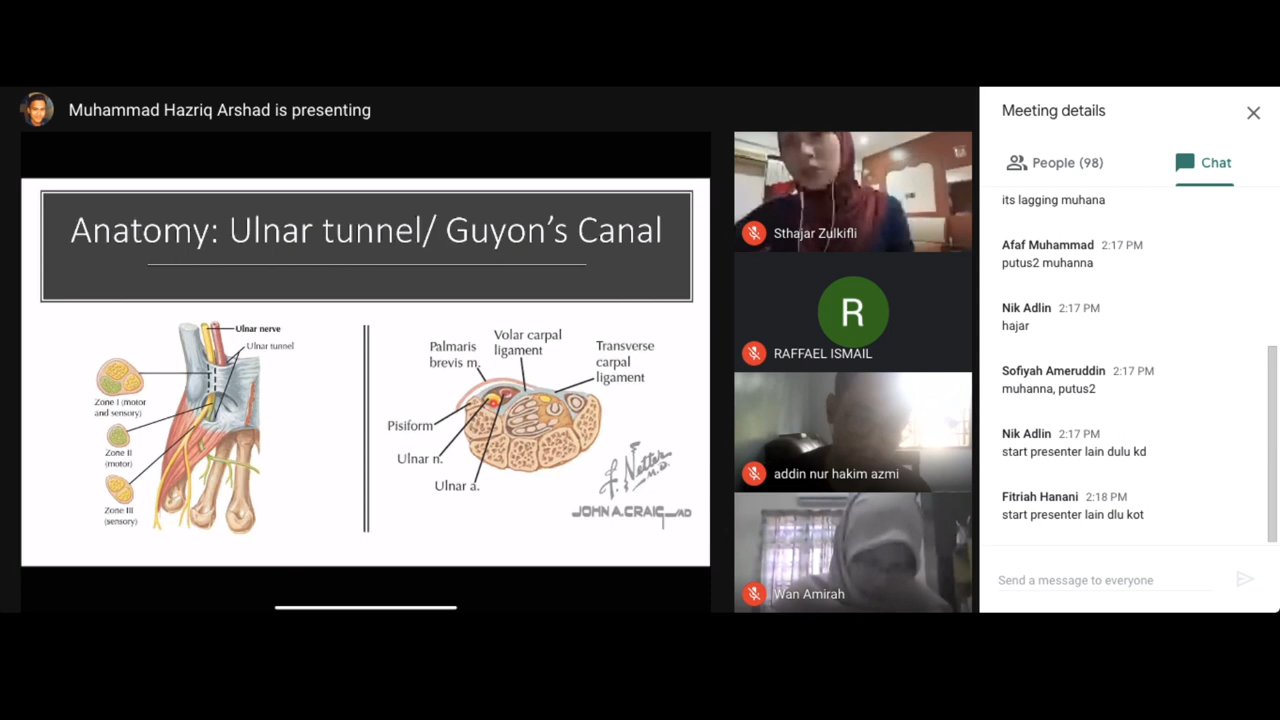 Muhammad Hazriq Arshad is presenting
Anatomy: Ulnar tunnel/ Guyon's Canal
Ulnar nerve
Ulnar tunnel
Zone I (motor
and sensory)
Zone II
(motor)
Zone III
(sensory)
Palmaris
brevis m.
Volar carpal
ligament
Transverse
carpal
ligament
Pisiform
Ulnar n.
Ulnar a.
F. Netter
M.D.
JOHN A.CRAIG_AD
Sthajar Zulkifli
R
RAFFAEL ISMAIL
addin nur hakim azmi
Wan Amirah
Meeting details
People (98)
Chat
its lagging muhana
Afaf Muhammad 2:17 PM
putus2 muhanna
Nik Adlin 2:17 PM
hajar
Sofiyah Ameruddin 2:17 PM
muhanna, putus2
Nik Adlin 2:17 PM
start presenter lain dulu kd
Fitriah Hanani 2:18 PM
start presenter lain dlu kot
Send a message to everyone